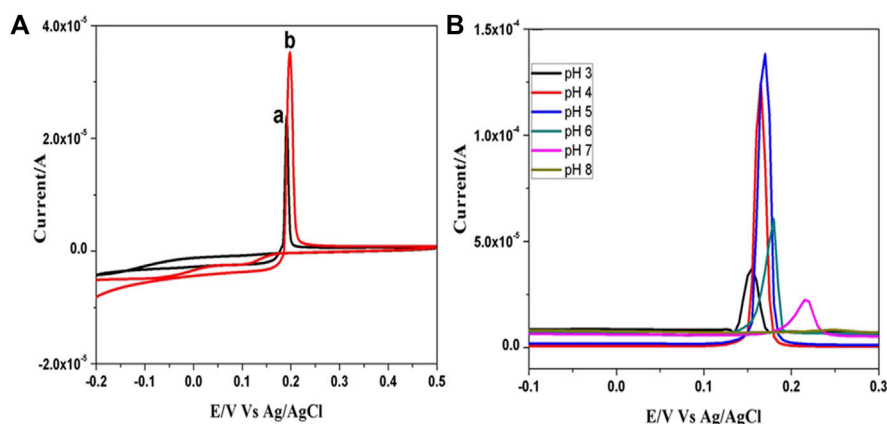 A
4.0x10⁻⁵
2.0x10⁻⁵
0.0
-2.0x10⁻⁵
Current/A
a
b
-0.2 -0.1 0.0 0.1 0.2 0.3 0.4 0.5
E/V Vs Ag/AgCl
B
1.5x10⁻⁴
1.0x10⁻⁴
5.0x10⁻⁵
0.0
Current/A
pH 3
pH 4
pH 5
pH 6
pH 7
pH 8
-0.1 0.0 0.1 0.2 0.3
E/V Vs Ag/AgCl